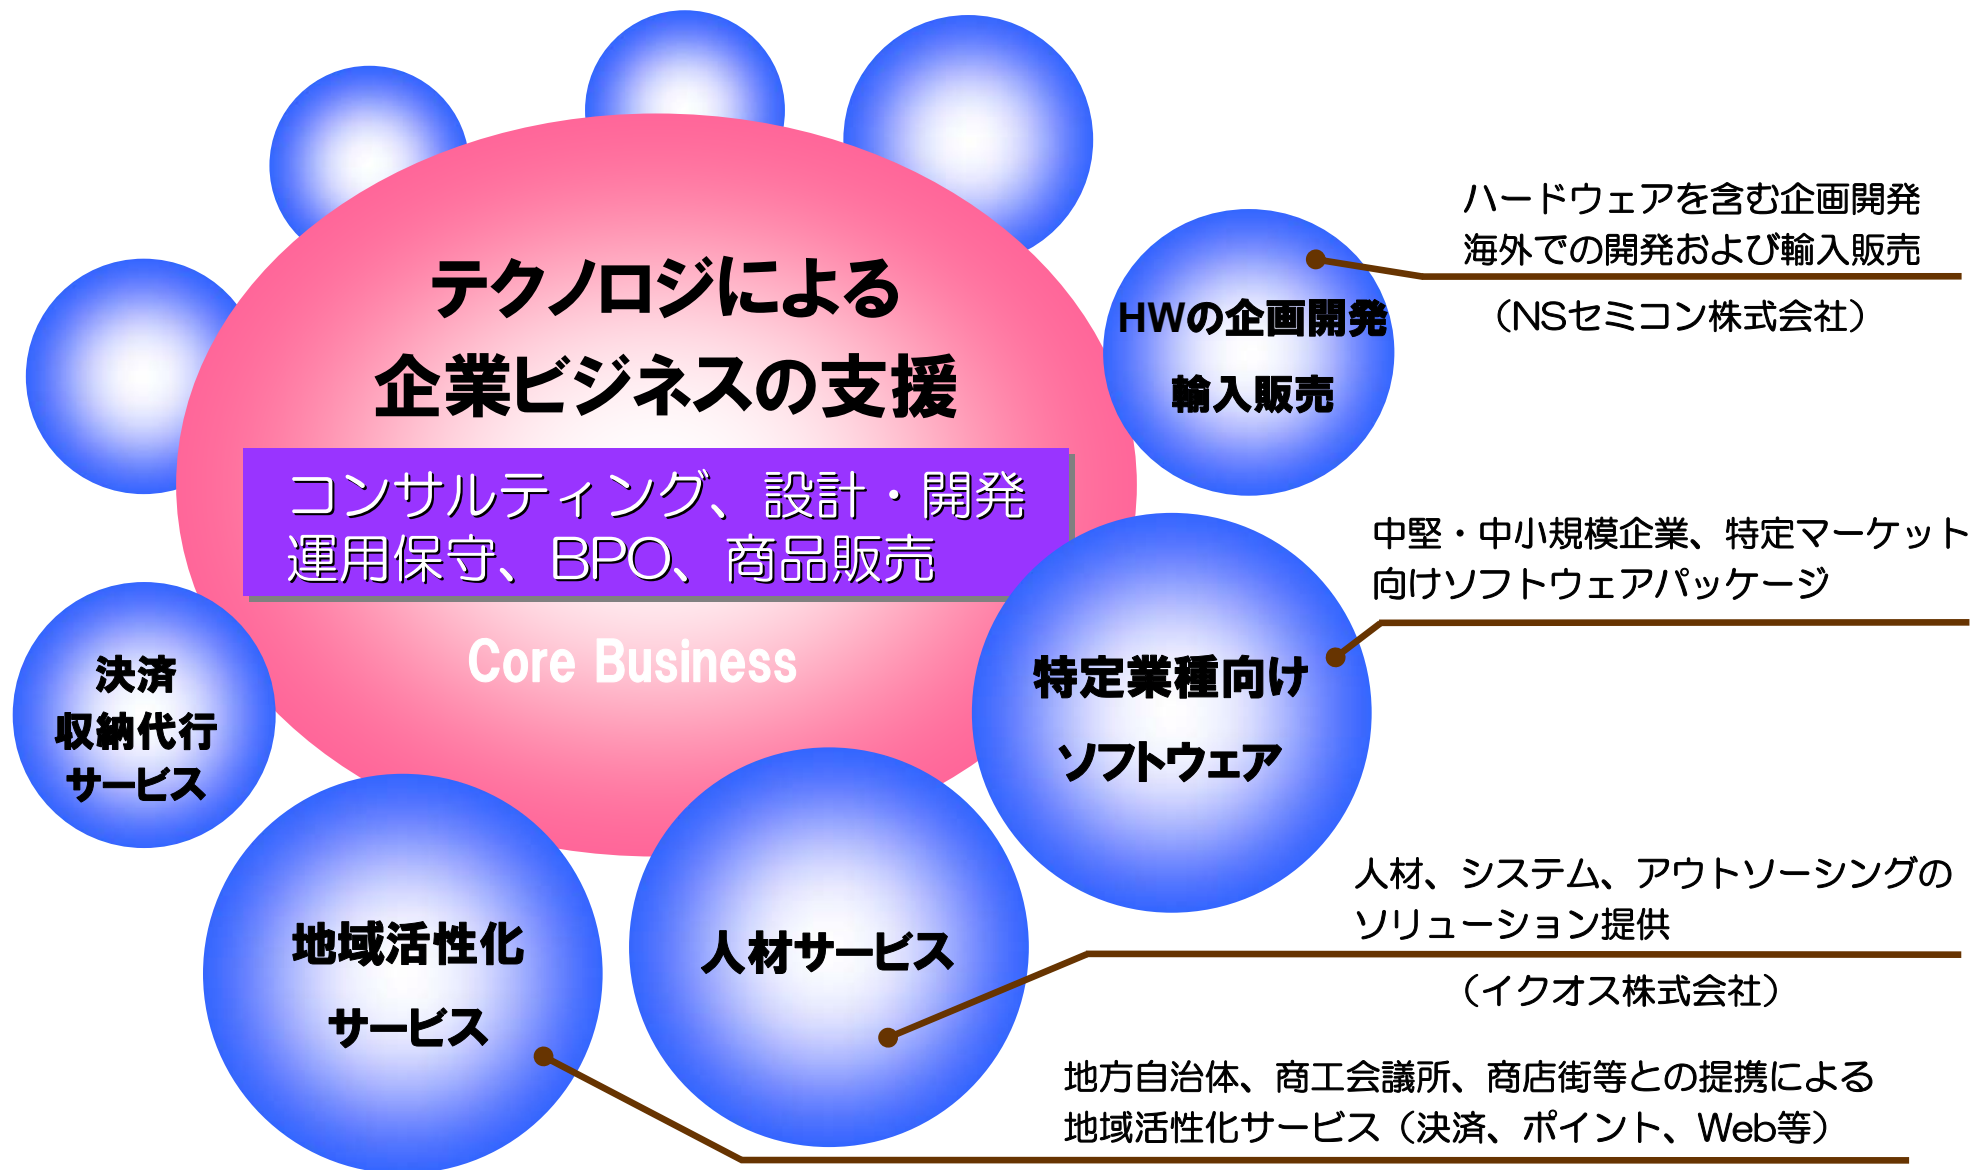 テクノロジによる
企業ビジネスの支援
コンサルティング、設計・開発
運用保守、BPO、商品販売
Core Business
HWの企画開発
輸入販売
ハードウェアを含む企画開発
海外での開発および輸入販売
（NSセミコン株式会社）
特定業種向け
ソフトウェア
中堅・中小規模企業、特定マーケット
向けソフトウェアパッケージ
人材サービス
人材、システム、アウトソーシングの
ソリューション提供
（イクオス株式会社）
地域活性化
サービス
地方自治体、商工会議所、商店街等との提携による
地域活性化サービス（決済、ポイント、Web等）
決済
収納代行
サービス